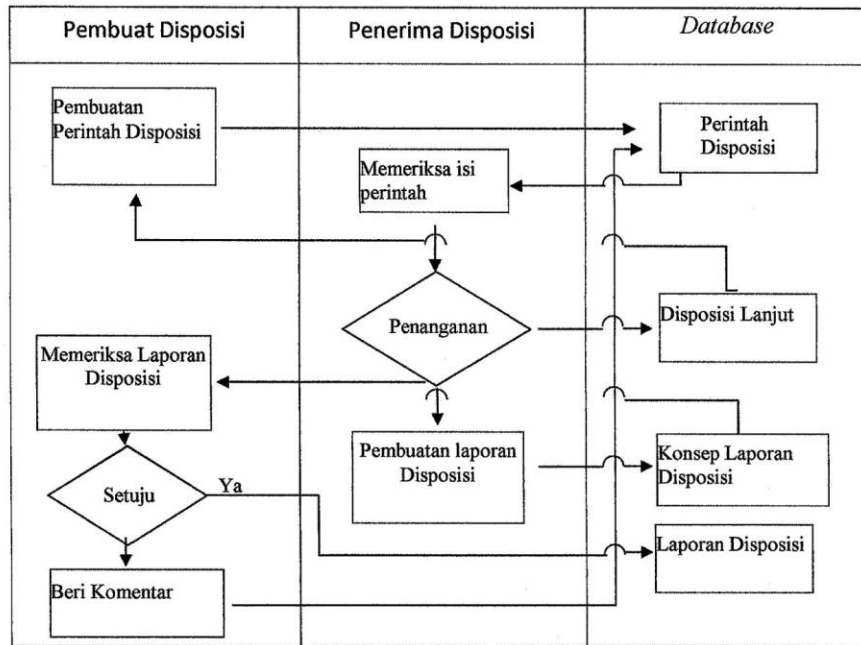 Pembuat Disposisi
Penerima Disposisi
Database
Pembuatan
Perintah Disposisi
Perintah
Disposisi
Memeriksa isi
perintah
Penanganan
Disposisi Lanjut
Memeriksa Laporan
Disposisi
Pembuatan laporan
Disposisi
Konsep Laporan
Disposisi
Setuju
Ya
Laporan Disposisi
Beri Komentar